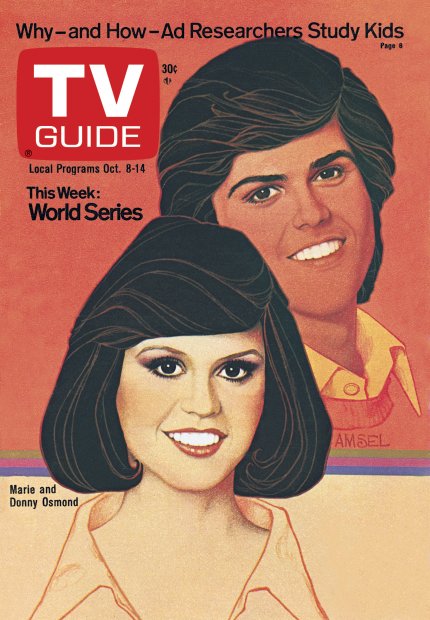 Why–and How–Ad Researchers Study Kids
Page 8
TV
GUIDE
®
30¢
Local Programs Oct. 8-14
This Week:
World Series
AMSEL
Marie and
Donny Osmond